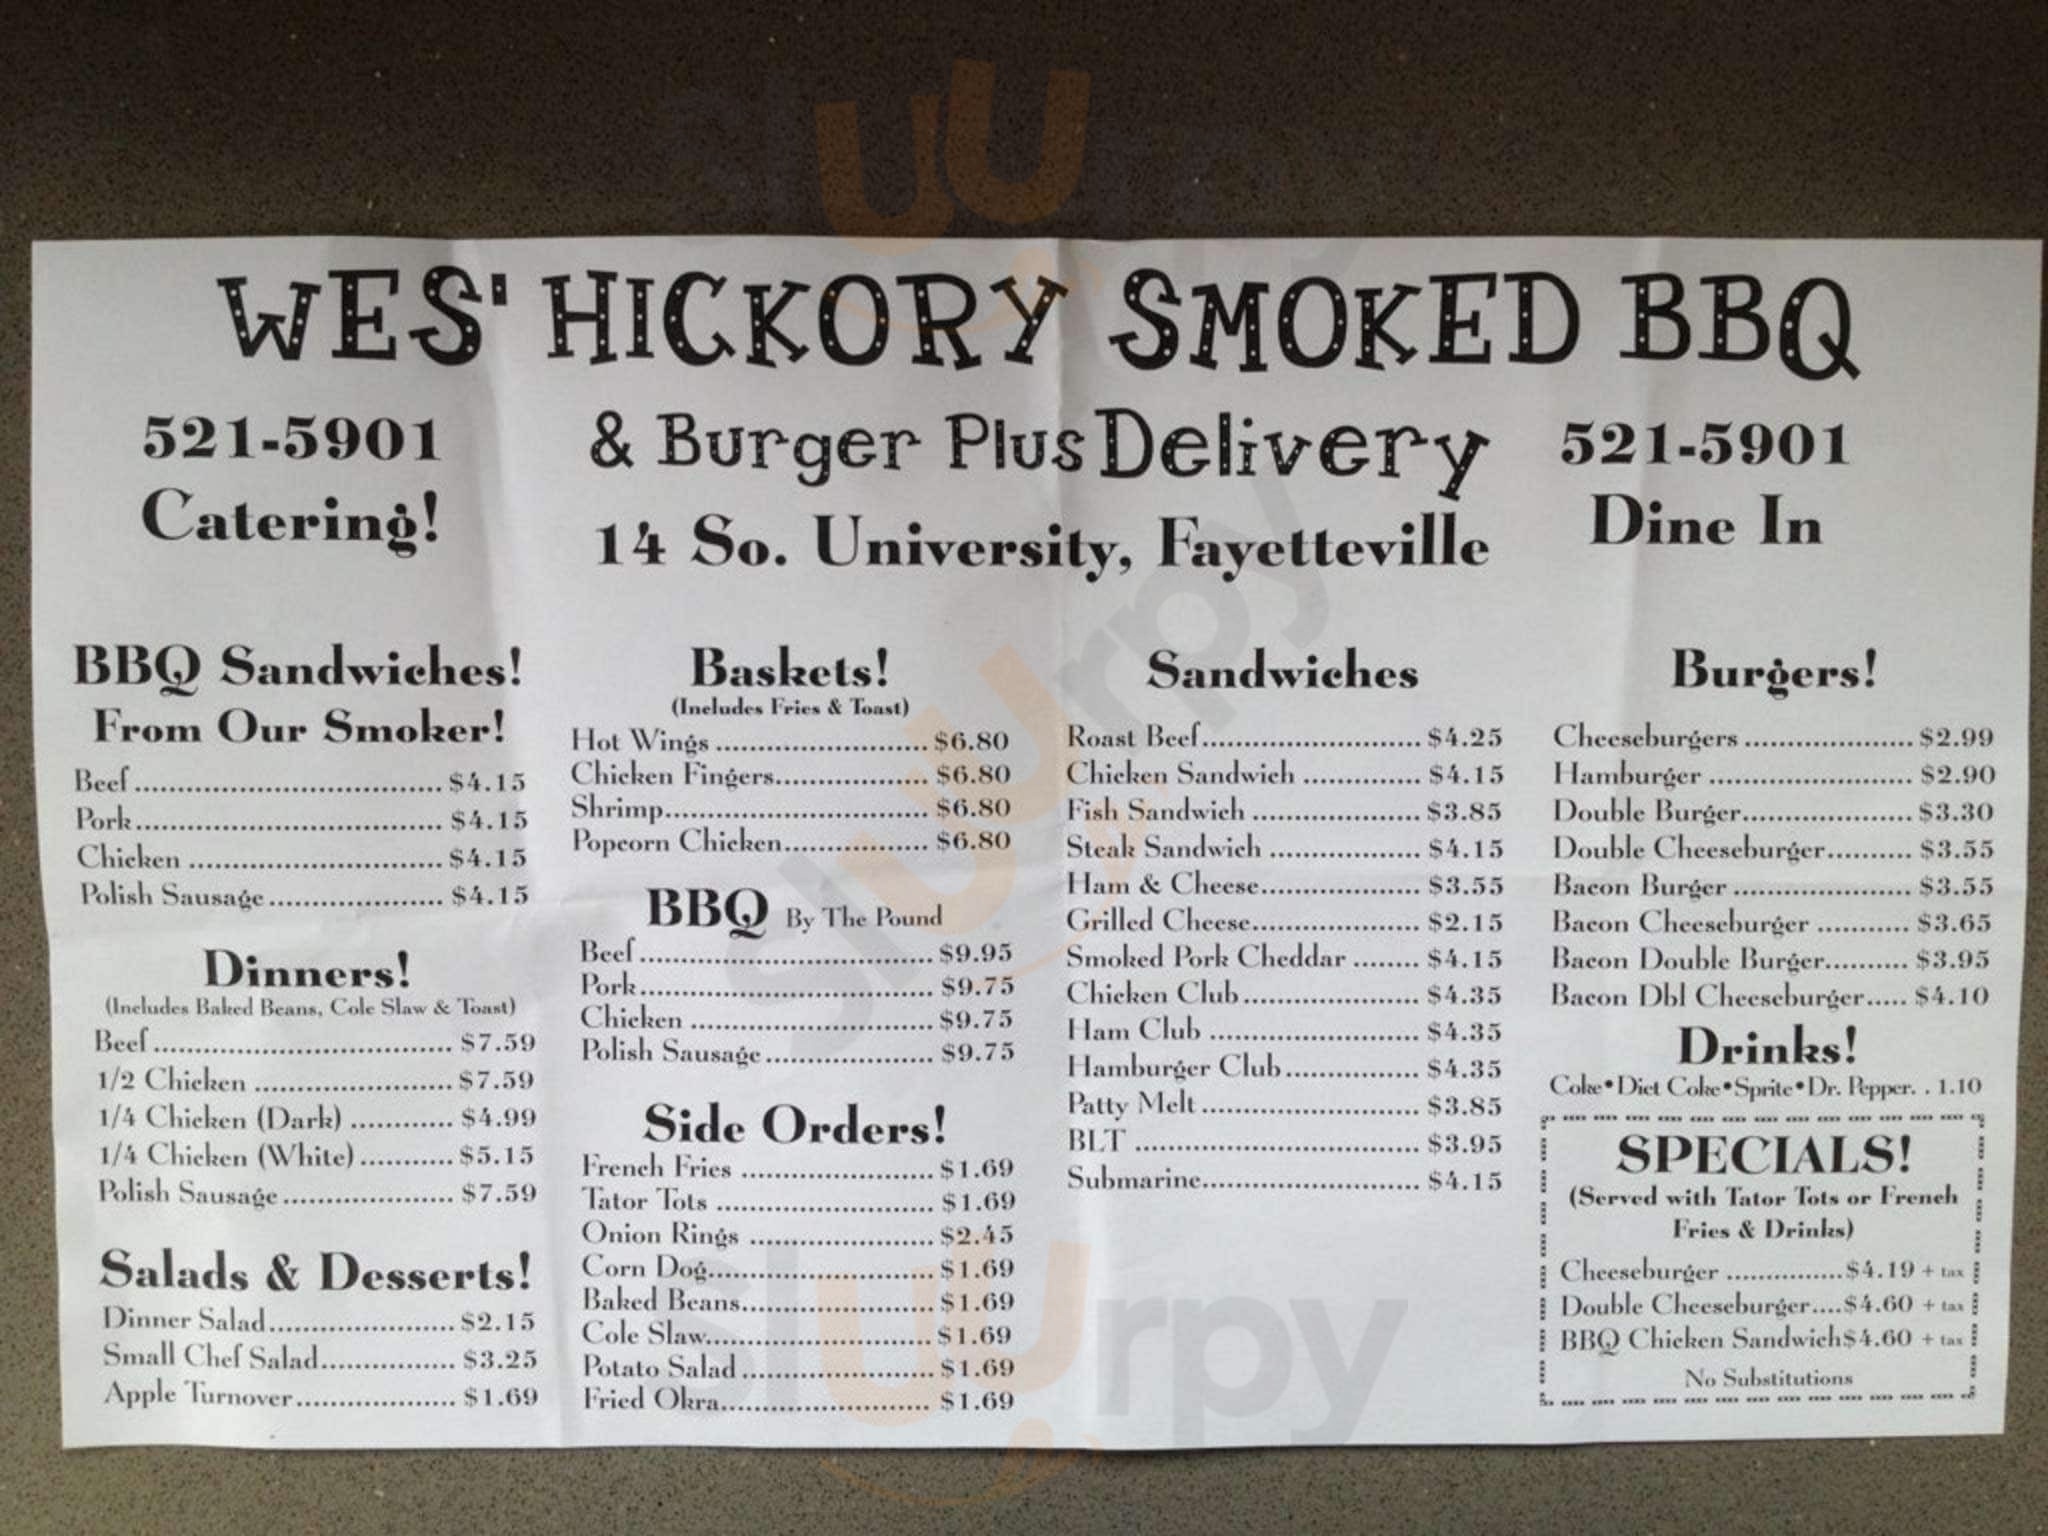 WES' HICKORY SMOKED BBQ
521-5901
Catering!
& Burger Plus Delivery
14 So. University, Fayetteville
521-5901
Dine In
BBQ Sandwiches!
From Our Smoker!
Beef .................................... $4.15
Pork .................................... $4.15
Chicken .............................. $4.15
Polish Sausage .................... $4.15
Dinners!
(Includes Baked Beans, Cole Slaw & Toast)
Beef ................................... $7.59
1/2 Chicken ....................... $7.59
1/4 Chicken (Dark) ............ $4.99
1/4 Chicken (White) ........... $5.15
Polish Sausage .................... $7.59
Salads & Desserts!
Dinner Salad ...................... $2.15
Small Chef Salad ................ $3.25
Apple Turnover ................... $1.69
Baskets!
(Includes Fries & Toast)
Hot Wings ......................... $6.80
Chicken Fingers.................. $6.80
Shrimp............................... $6.80
Popcorn Chicken................. $6.80
BBQ By The Pound
Beef ................................... $9.95
Pork ................................... $9.75
Chicken ............................. $9.75
Polish Sausage .................... $9.75
Side Orders!
French Fries ....................... $1.69
Tator Tots .......................... $1.69
Onion Rings ...................... $2.45
Corn Dog........................... $1.69
Baked Beans....................... $1.69
Cole Slaw........................... $1.69
Potato Salad ....................... $1.69
Fried Okra......................... $1.69
Sandwiches
Roast Beef.......................... $4.25
Chicken Sandwich .............. $4.15
Fish Sandwich .................... $3.85
Steak Sandwich .................. $4.15
Ham & Cheese................... $3.55
Grilled Cheese.................... $2.15
Smoked Pork Cheddar ........ $4.15
Chicken Club ..................... $4.35
Ham Club ......................... $4.35
Hamburger Club ................ $4.35
Patty Melt .......................... $3.85
BLT .................................. $3.95
Submarine.......................... $4.15
Burgers!
Cheeseburgers .................... $2.99
Hamburger ........................ $2.90
Double Burger.................... $3.30
Double Cheeseburger.......... $3.55
Bacon Burger ..................... $3.55
Bacon Cheeseburger ........... $3.65
Bacon Double Burger.......... $3.95
Bacon Dbl Cheeseburger..... $4.10
Drinks!
Coke•Diet Coke•Sprite•Dr. Pepper. . 1.10
SPECIALS!
(Served with Tator Tots or French
Fries & Drinks)
Cheeseburger ...............$4.19 + tax
Double Cheeseburger....$4.60 + tax
BBQ Chicken Sandwich$4.60 + tax
No Substitutions
slurpy
slurpy
slurpy